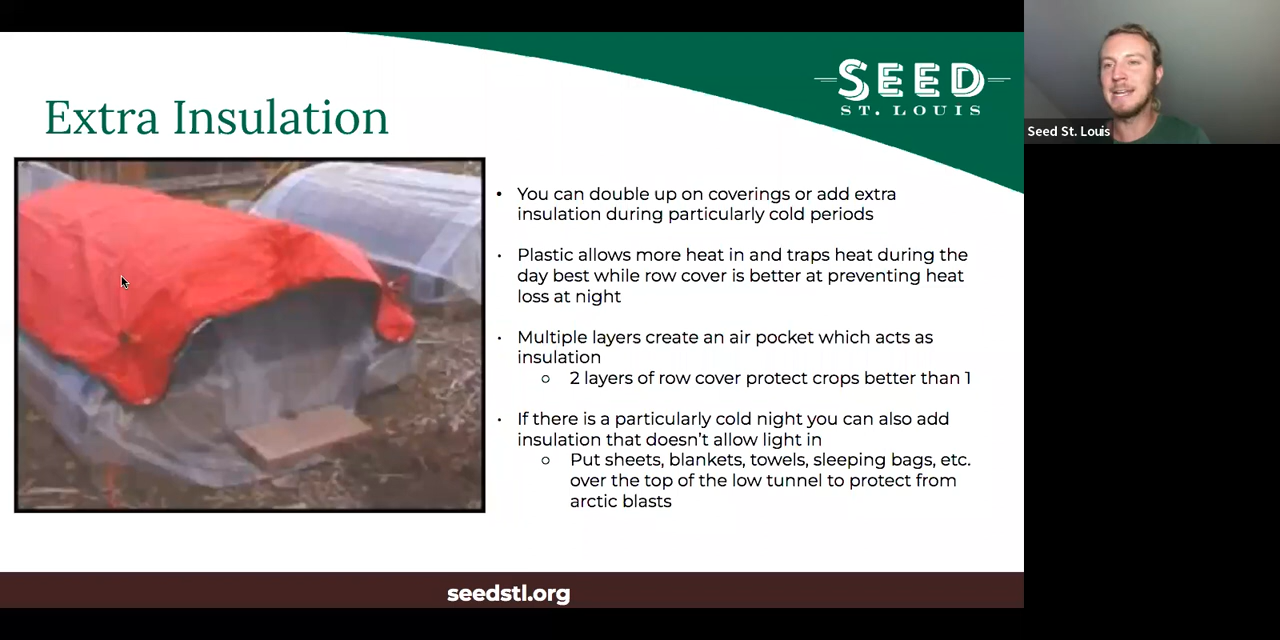 SEED
ST. LOUIS
Seed St. Louis
Extra Insulation
• You can double up on coverings or add extra
insulation during particularly cold periods
• Plastic allows more heat in and traps heat during the
day best while row cover is better at preventing heat
loss at night
• Multiple layers create an air pocket which acts as
insulation
○ 2 layers of row cover protect crops better than 1
• If there is a particularly cold night you can also add
insulation that doesn’t allow light in
○ Put sheets, blankets, towels, sleeping bags, etc.
over the top of the low tunnel to protect from
arctic blasts
seedstl.org